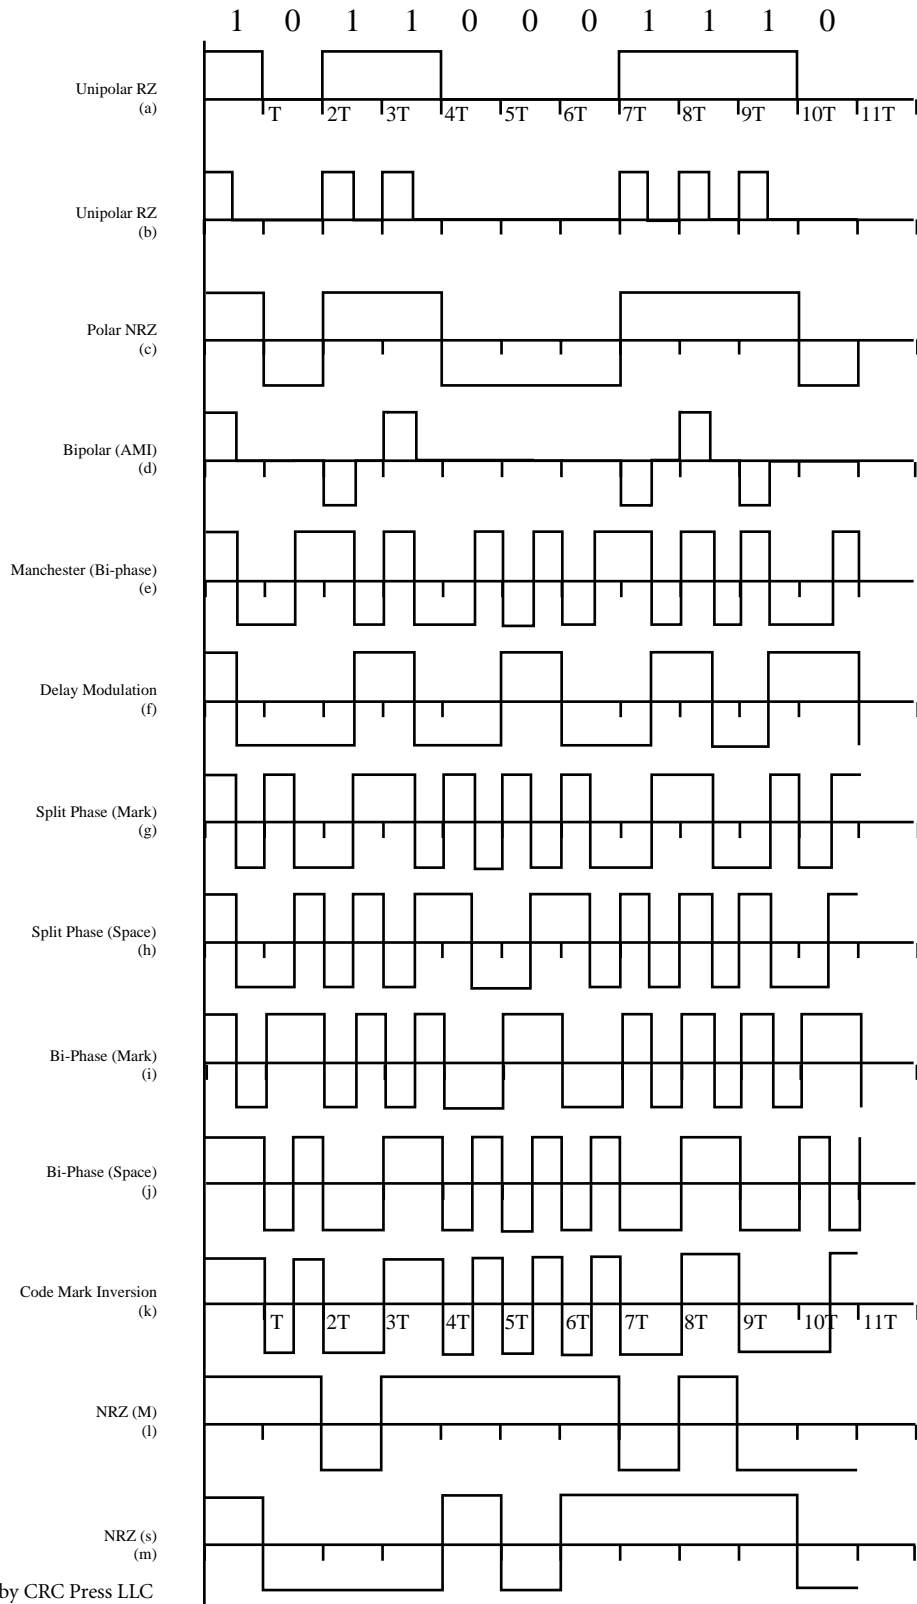 1 0 1 1 0 0 0 1 1 1 0
Unipolar RZ
(a)
T 2T 3T 4T 5T 6T 7T 8T 9T 10T 11T
Unipolar RZ
(b)
Polar NRZ
(c)
Bipolar (AMI)
(d)
Manchester (Bi-phase)
(e)
Delay Modulation
(f)
Split Phase (Mark)
(g)
Split Phase (Space)
(h)
Bi-Phase (Mark)
(i)
Bi-Phase (Space)
(j)
Code Mark Inversion
(k)
T 2T 3T 4T 5T 6T 7T 8T 9T 10T 11T
NRZ (M)
(l)
NRZ (s)
(m)
by CRC Press LLC